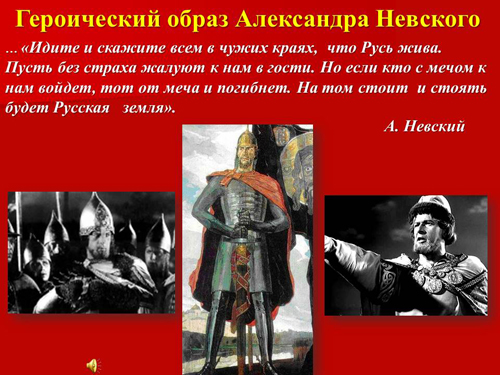 Героический образ Александра Невского
... «Идите и скажите всем в чужих краях, что Русь жива.
Пусть без страха жалуют к нам в гости. Но если кто с мечом к
нам войдет, тот от меча и погибнет. На том стоит и стоять
будет Русская земля».
А. Невский